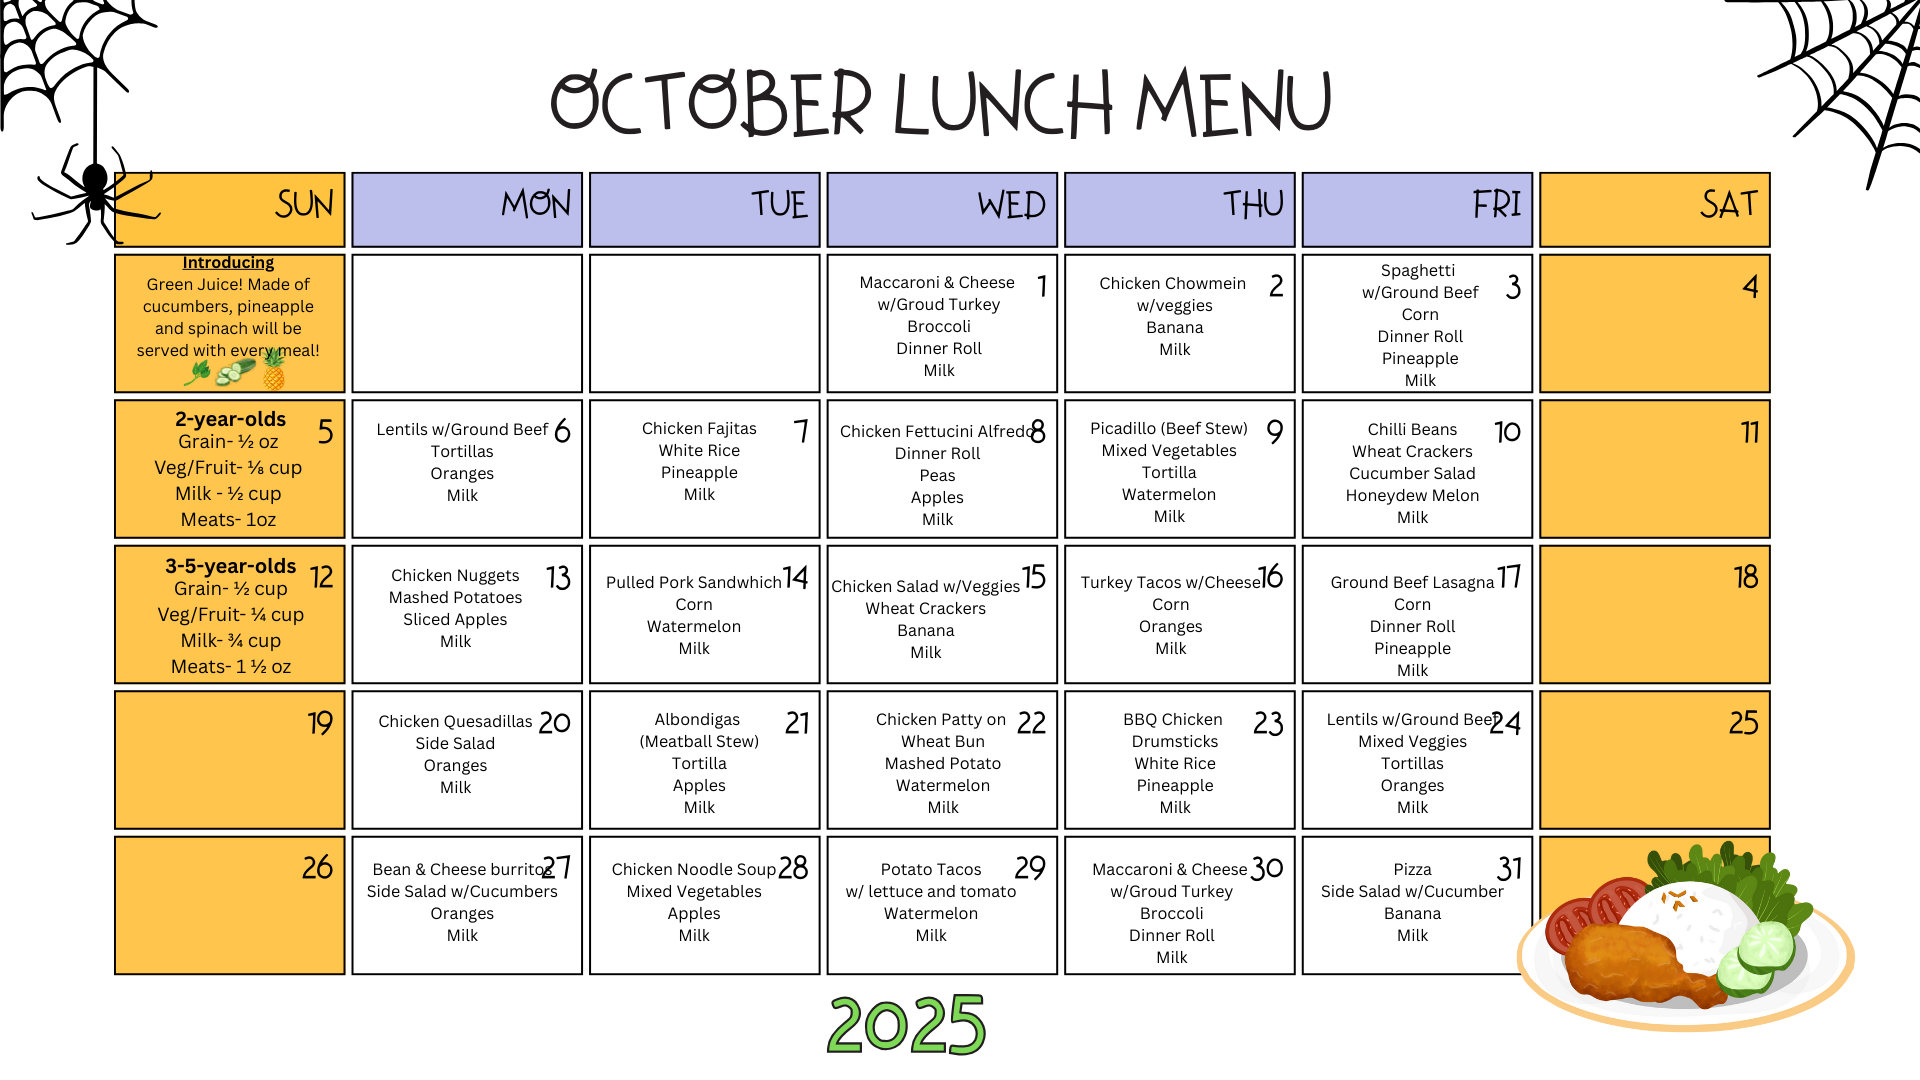 OCTOBER LUNCH MENU
SUN
MON
TUE
WED
THU
FRI
SAT
Introducing
Green Juice! Made of
cucumbers, pineapple
and spinach will be
served with every meal!
1
Maccaroni & Cheese
w/Groud Turkey
Broccoli
Dinner Roll
Milk
2
Chicken Chowmein
w/veggies
Banana
Milk
3
Spaghetti
w/Ground Beef
Corn
Dinner Roll
Pineapple
Milk
4
5
2-year-olds
Grain- ½ oz
Veg/Fruit- ⅛ cup
Milk - ½ cup
Meats- 1oz
6
Lentils w/Ground Beef
Tortillas
Oranges
Milk
7
Chicken Fajitas
White Rice
Pineapple
Milk
8
Chicken Fettucini Alfredo
Dinner Roll
Peas
Apples
Milk
9
Picadillo (Beef Stew)
Mixed Vegetables
Tortilla
Watermelon
Milk
10
Chilli Beans
Wheat Crackers
Cucumber Salad
Honeydew Melon
Milk
11
12
3-5-year-olds
Grain- ½ cup
Veg/Fruit- ¼ cup
Milk- ¾ cup
Meats- 1 ½ oz
13
Chicken Nuggets
Mashed Potatoes
Sliced Apples
Milk
14
Pulled Pork Sandwhich
Corn
Watermelon
Milk
15
Chicken Salad w/Veggies
Wheat Crackers
Banana
Milk
16
Turkey Tacos w/Cheese
Corn
Oranges
Milk
17
Ground Beef Lasagna
Corn
Dinner Roll
Pineapple
Milk
18
19
20
Chicken Quesadillas
Side Salad
Oranges
Milk
21
Albondigas
(Meatball Stew)
Tortilla
Apples
Milk
22
Chicken Patty on
Wheat Bun
Mashed Potato
Watermelon
Milk
23
BBQ Chicken
Drumsticks
White Rice
Pineapple
Milk
24
Lentils w/Ground Beef
Mixed Veggies
Tortillas
Oranges
Milk
25
26
27
Bean & Cheese burritos
Side Salad w/Cucumbers
Oranges
Milk
28
Chicken Noodle Soup
Mixed Vegetables
Apples
Milk
29
Potato Tacos
w/ lettuce and tomato
Watermelon
Milk
30
Maccaroni & Cheese
w/Groud Turkey
Broccoli
Dinner Roll
Milk
31
Pizza
Side Salad w/Cucumber
Banana
Milk
2025